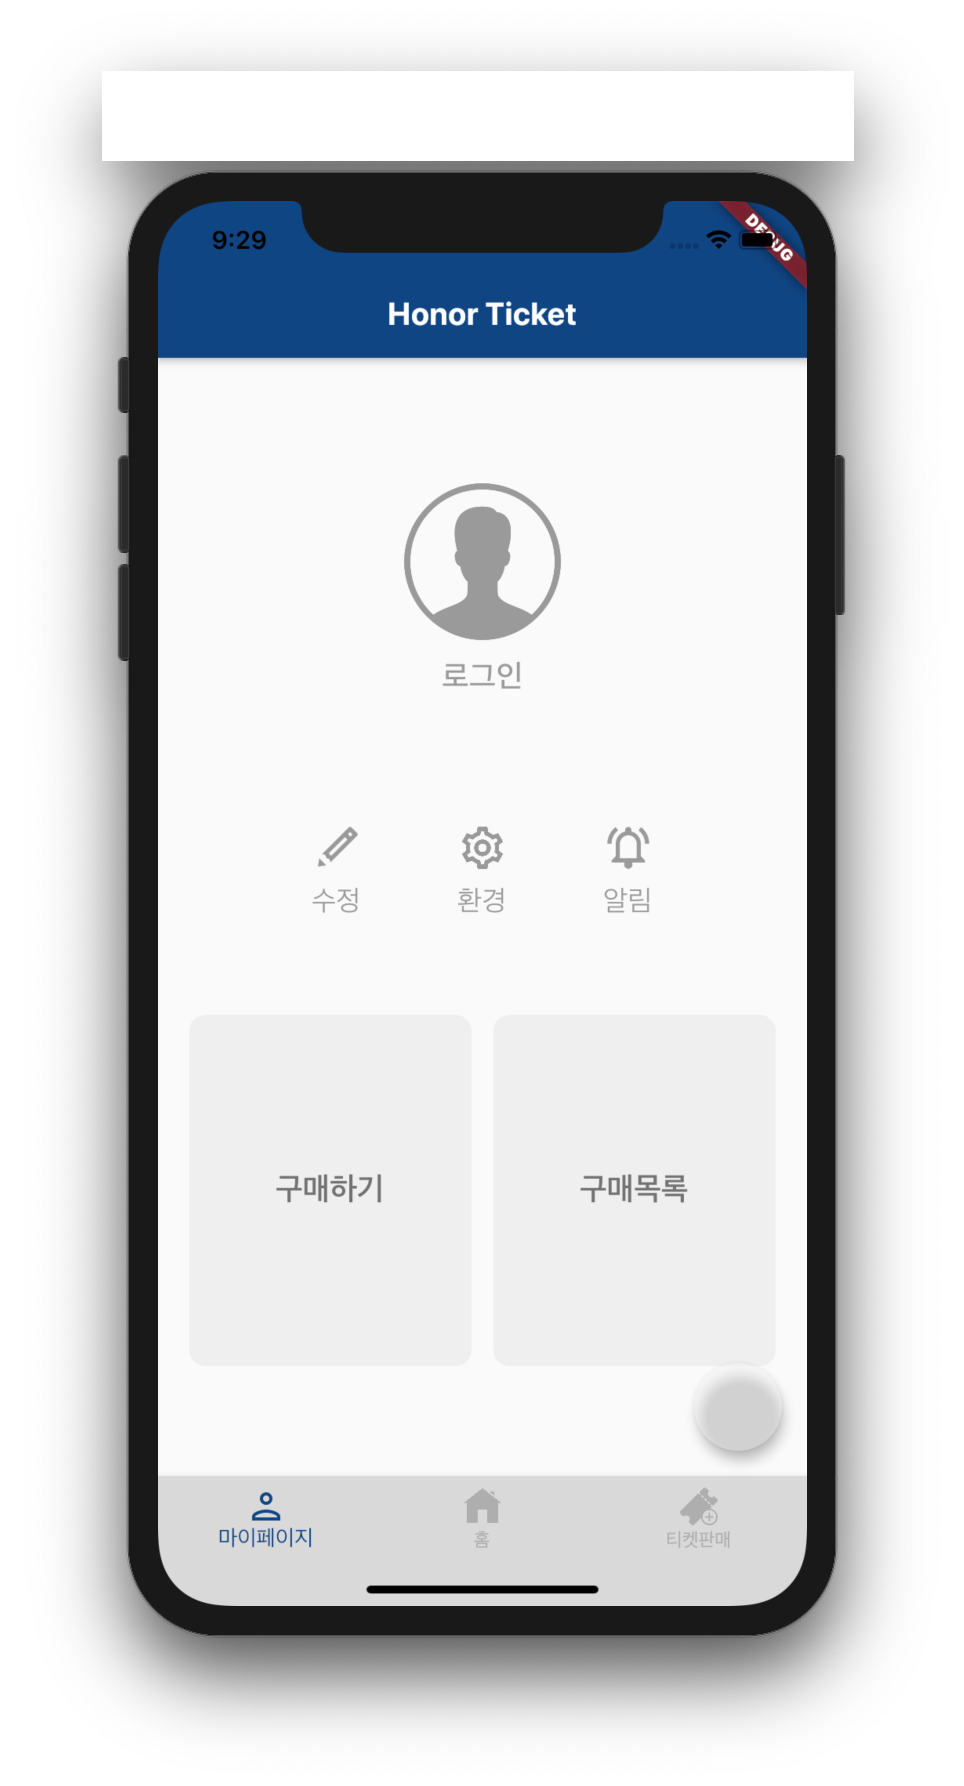 9:29
DEBUG
Honor Ticket
로그인
수정 환경 알림
구매하기 구매목록
마이페이지 홈 티켓판매